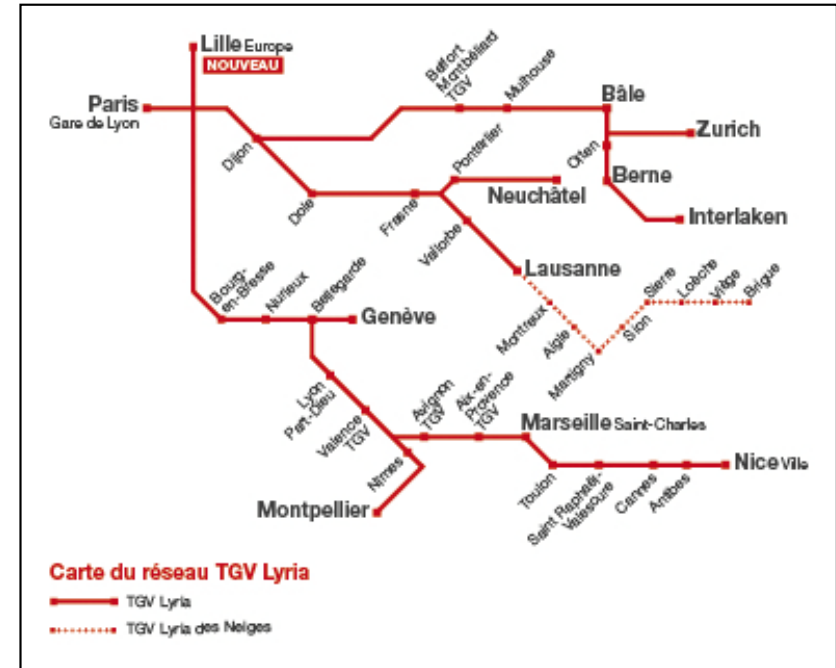 Lille Europe
NOUVEAU
Paris
Gare de Lyon
Dijon
Belfort
Montbéliard
TGV
Mulhouse
Bâle
Zurich
Olten
Berne
Interlaken
Dole
Frasne
Pontarlier
Neuchâtel
Vallorbe
Lausanne
Montreux
Aigle
Martigny
Sion
Sierre
Loèche
Viège
Brigue
Bourg-
en-Bresse
Nurieux
Bellegarde
Genève
Lyon
Part-Dieu
Valence
TGV
Avignon
TGV
Aix-en-
Provence
TGV
Marseille Saint-Charles
Nîmes
Montpellier
Toulon
Saint Raphaël-
Valescure
Cannes
Antibes
Nice Ville
Carte du réseau TGV Lyria
TGV Lyria
TGV Lyria des Neiges